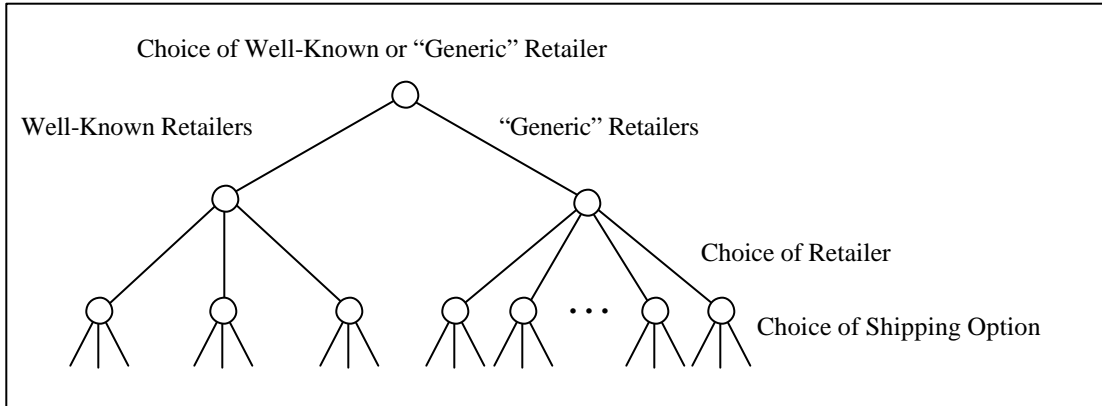 Choice of Well-Known or “Generic” Retailer
Well-Known Retailers
“Generic” Retailers
Choice of Retailer
• • •
Choice of Shipping Option